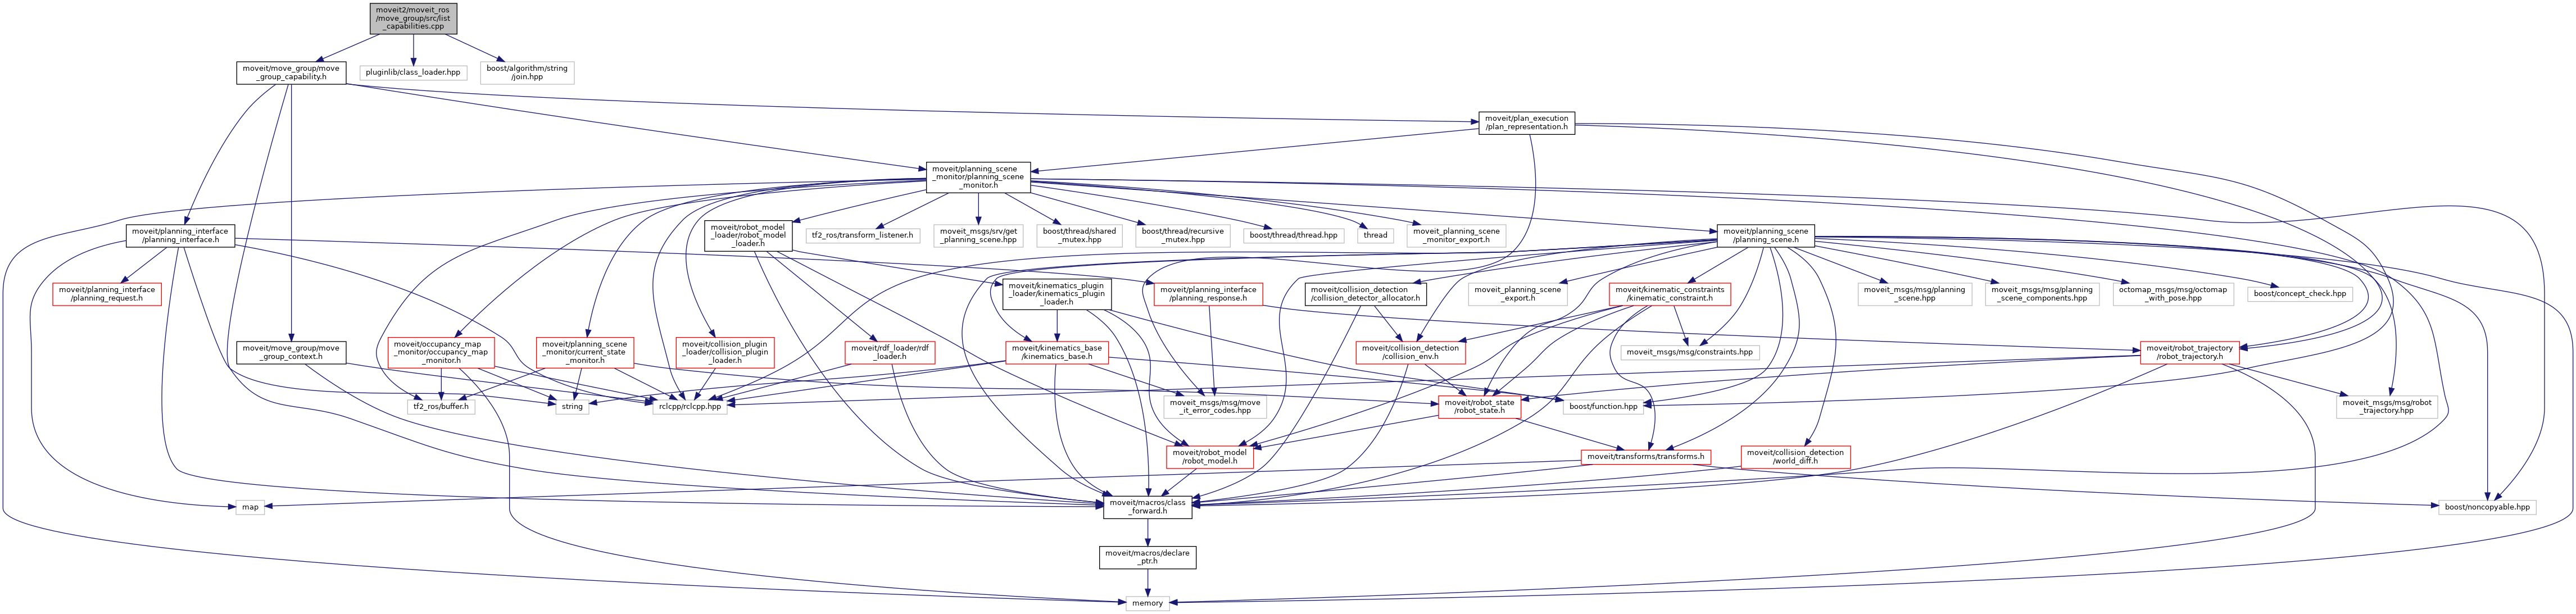 moveit2/moveit_ros
/move_group/src/list
_capabilities.cpp
moveit/move_group/move
_group_capability.h
pluginlib/class_loader.hpp
boost/algorithm/string
/join.hpp
moveit/plan_execution
/plan_representation.h
moveit/planning_scene
_monitor/planning_scene
_monitor.h
moveit/planning_interface
/planning_interface.h
moveit/robot_model
_loader/robot_model
_loader.h
tf2_ros/transform_listener.h
moveit_msgs/srv/get
_planning_scene.hpp
boost/thread/shared
_mutex.hpp
boost/thread/recursive
_mutex.hpp
boost/thread/thread.hpp
thread
moveit_planning_scene
_monitor_export.h
moveit/planning_scene
/planning_scene.h
moveit/planning_interface
/planning_request.h
moveit/kinematics_plugin
_loader/kinematics_plugin
_loader.h
moveit/planning_interface
/planning_response.h
moveit/collision_detection
/collision_detector_allocator.h
moveit_planning_scene
_export.h
moveit/kinematic_constraints
/kinematic_constraint.h
moveit_msgs/msg/planning
_scene.hpp
moveit_msgs/msg/planning
_scene_components.hpp
octomap_msgs/msg/octomap
_with_pose.hpp
boost/concept_check.hpp
moveit/move_group/move
_group_context.h
moveit/occupancy_map
_monitor/occupancy_map
_monitor.h
moveit/planning_scene
_monitor/current_state
_monitor.h
moveit/collision_plugin
_loader/collision_plugin
_loader.h
moveit/rdf_loader/rdf
_loader.h
moveit/kinematics_base
/kinematics_base.h
moveit/collision_detection
/collision_env.h
moveit_msgs/msg/constraints.hpp
moveit/robot_trajectory
/robot_trajectory.h
tf2_ros/buffer.h
string
rclcpp/rclcpp.hpp
moveit_msgs/msg/move
_it_error_codes.hpp
moveit/robot_state
/robot_state.h
boost/function.hpp
moveit_msgs/msg/robot
_trajectory.hpp
moveit/robot_model
/robot_model.h
moveit/transforms/transforms.h
moveit/collision_detection
/world_diff.h
map
moveit/macros/class
_forward.h
boost/noncopyable.hpp
moveit/macros/declare
_ptr.h
memory